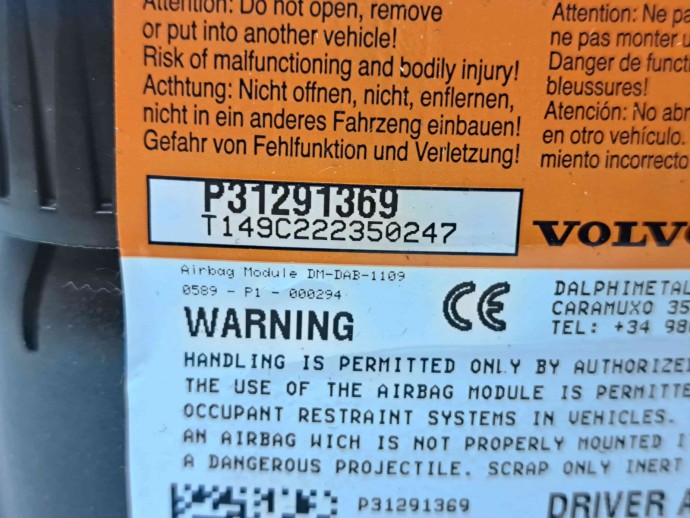 Attention: Do not open, remove
or put into another vehicle!
Risk of malfunctioning and bodily injury!
Acthtung: Nicht offnen, nicht, enflernen,
nicht in ein anderes Fahrzeng einbauen!
Gefahr von Fehlfunktion und Verletzung!
Attention: Ne pa
ne pas monter u
Danger de functi
bleussures!
Atención: No abr
en otro vehículo.
miento incorrecto
P31291369
T149C222350247
VOLV
Airbag Module DM-DAB-1109
0589 - P1 - 000294
CE
DALPHIMETAL
CARAMUXO 35
TEL: +34 98
WARNING
HANDLING IS PERMITTED ONLY BY AUTHORIZE
THE USE OF THE AIRBAG MODULE IS PERMITTE
OCCUPANT RESTRAINT SYSTEMS IN VEHICLES.
AN AIRBAG WICH IS NOT PROPERLY MOUNTED I
A DANGEROUS PROJECTILE. SCRAP ONLY INERT
P31291369
DRIVER A